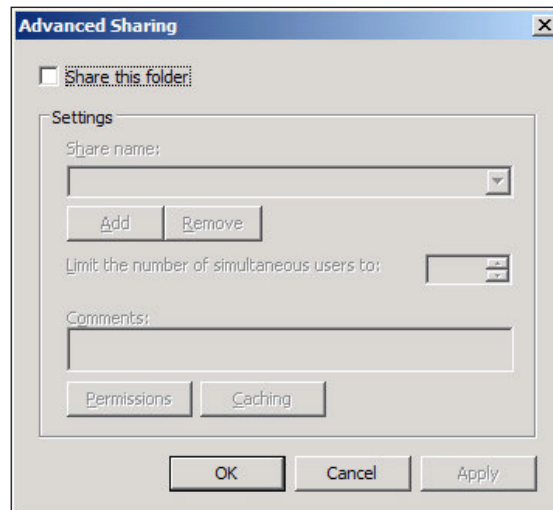 Advanced Sharing
Share this folder
Settings
Share name:
Add Remove
Limit the number of simultaneous users to:
Comments:
Permissions Caching
OK Cancel Apply